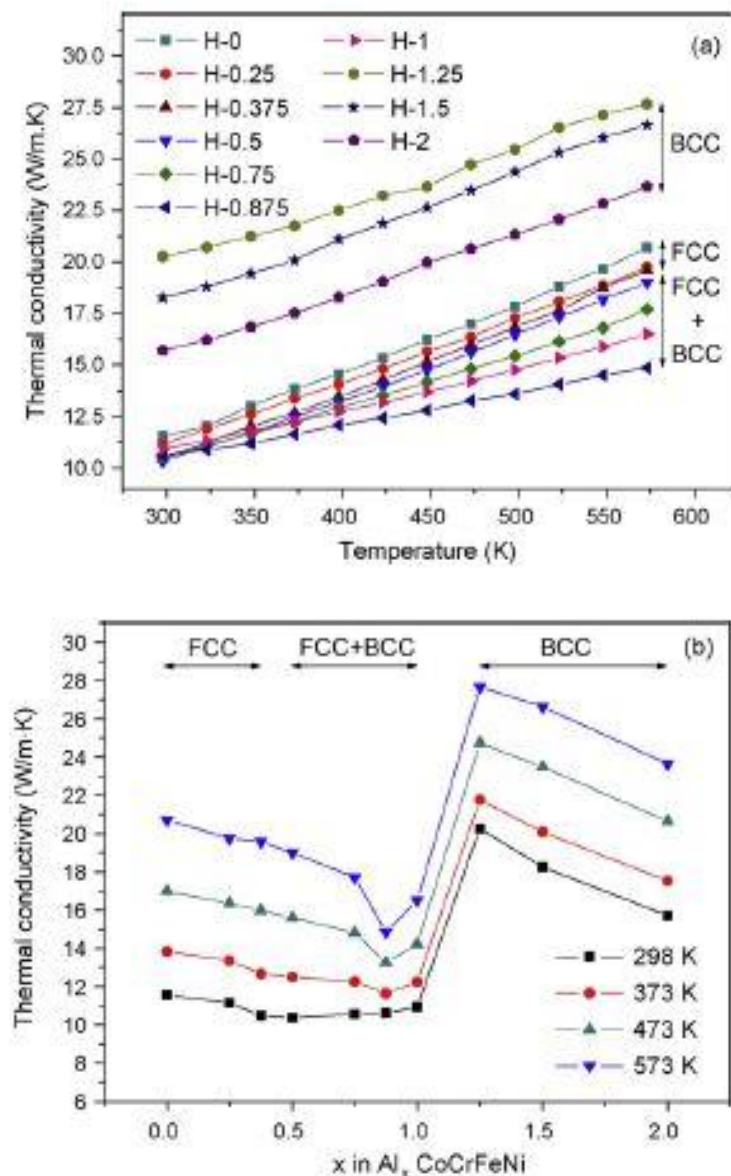 (a)
H-0
H-0.25
H-0.375
H-0.5
H-0.75
H-0.875
H-1
H-1.25
H-1.5
H-2
BCC
FCC
FCC
+
BCC
Thermal conductivity (W/m.K)
30.0
27.5
25.0
22.5
20.0
17.5
15.0
12.5
10.0
300 350 400 450 500 550 600
Temperature (K)
(b)
FCC FCC+BCC BCC
Thermal conductivity (W/m·K)
30
28
26
24
22
20
18
16
14
12
10
8
6
298 K
373 K
473 K
573 K
0.0 0.5 1.0 1.5 2.0
x in Alx CoCrFeNi